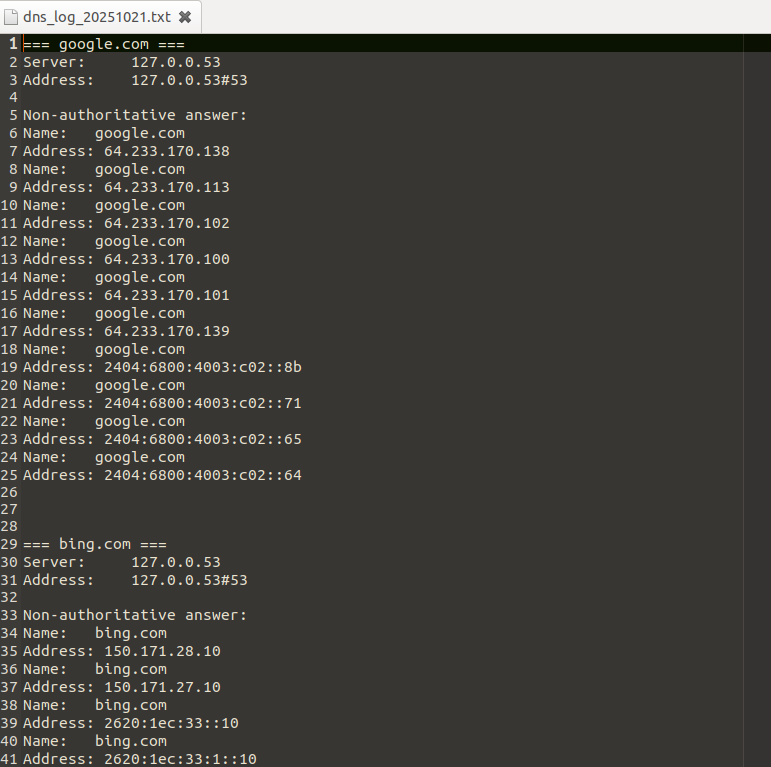 dns_log_20251021.txt
1 === google.com ===
2 Server:     127.0.0.53
3 Address:    127.0.0.53#53
4
5 Non-authoritative answer:
6 Name:   google.com
7 Address: 64.233.170.138
8 Name:   google.com
9 Address: 64.233.170.113
10 Name:   google.com
11 Address: 64.233.170.102
12 Name:   google.com
13 Address: 64.233.170.100
14 Name:   google.com
15 Address: 64.233.170.101
16 Name:   google.com
17 Address: 64.233.170.139
18 Name:   google.com
19 Address: 2404:6800:4003:c02::8b
20 Name:   google.com
21 Address: 2404:6800:4003:c02::71
22 Name:   google.com
23 Address: 2404:6800:4003:c02::65
24 Name:   google.com
25 Address: 2404:6800:4003:c02::64
26
27
28
29 === bing.com ===
30 Server:     127.0.0.53
31 Address:    127.0.0.53#53
32
33 Non-authoritative answer:
34 Name:   bing.com
35 Address: 150.171.28.10
36 Name:   bing.com
37 Address: 150.171.27.10
38 Name:   bing.com
39 Address: 2620:1ec:33::10
40 Name:   bing.com
41 Address: 2620:1ec:33:1::10